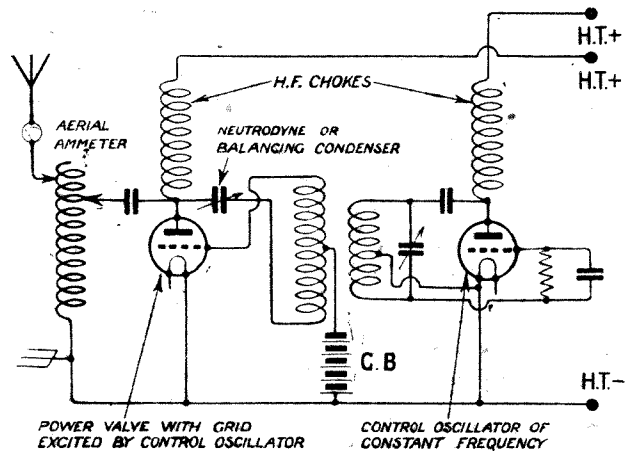 H.T.+
H.T.+
H.F. CHOKES
AERIAL
AMMETER
NEUTRODYNE OR
BALANCING CONDENSER
G.B
H.T.-
POWER VALVE WITH GRID
EXCITED BY CONTROL OSCILLATOR
CONTROL OSCILLATOR OF
CONSTANT FREQUENCY